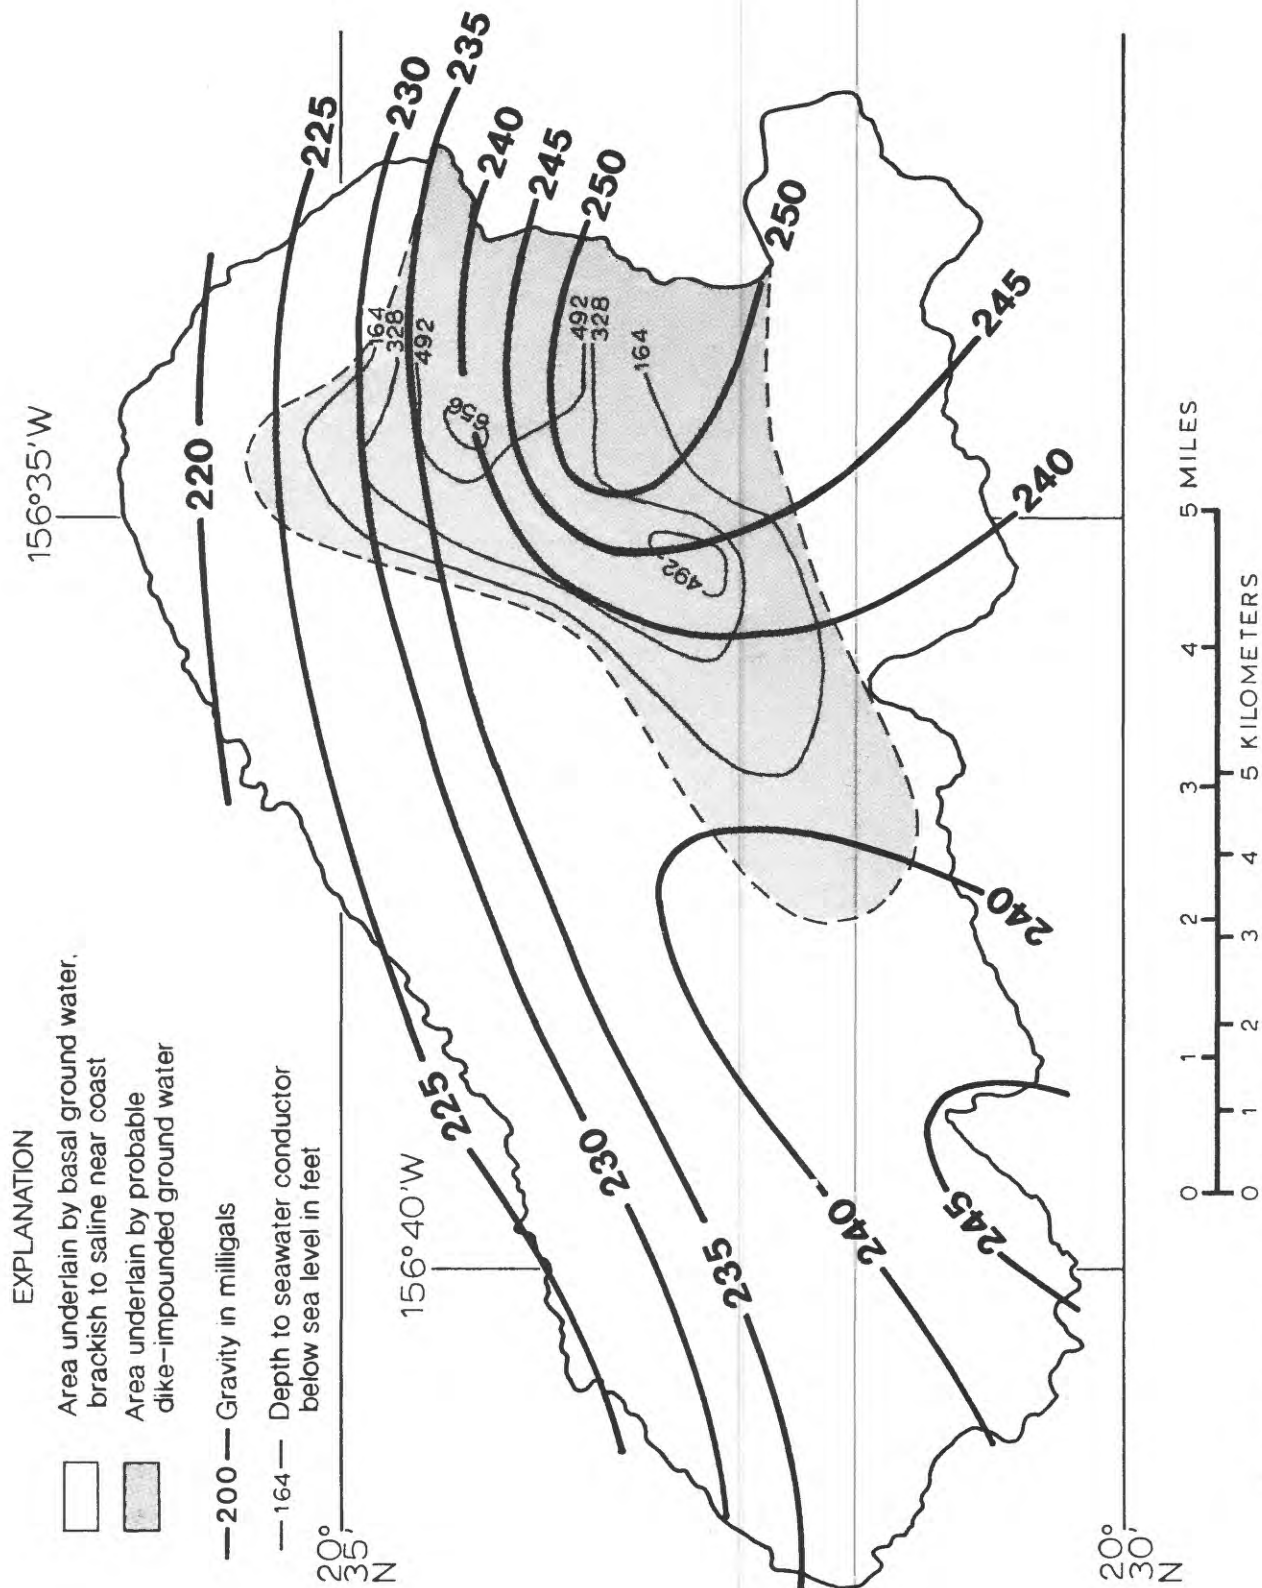 EXPLANATION
Area underlain by basal ground water,
brackish to saline near coast
Area underlain by probable
dike-impounded ground water
200 Gravity in milligals
164 Depth to seawater conductor
below sea level in feet
156°35'W
156°40'W
20°
35'
N
20°
30'
N
220
225
230
235
240
245
250
250
245
240
240
225
230
235
240
245
164
328
492
656
492
328
164
492
0 1 2 3 4 5 MILES
0 1 2 3 4 5 KILOMETERS